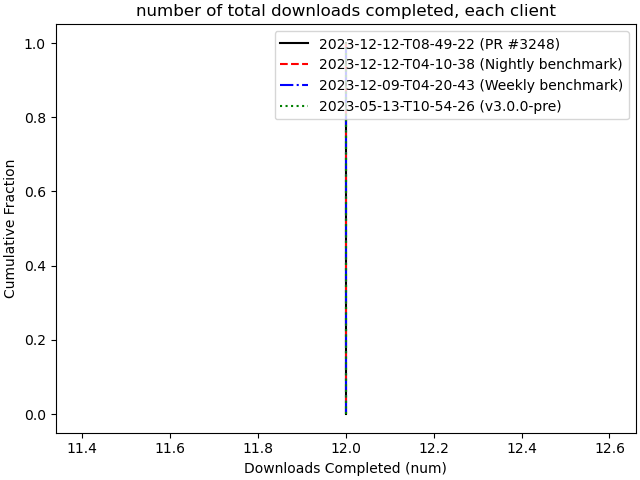 number of total downloads completed, each client
1.0
0.8
0.6
0.4
0.2
0.0
Cumulative Fraction
2023-12-12-T08-49-22 (PR #3248)
2023-12-12-T04-10-38 (Nightly benchmark)
2023-12-09-T04-20-43 (Weekly benchmark)
2023-05-13-T10-54-26 (v3.0.0-pre)
11.4 11.6 11.8 12.0 12.2 12.4 12.6
Downloads Completed (num)